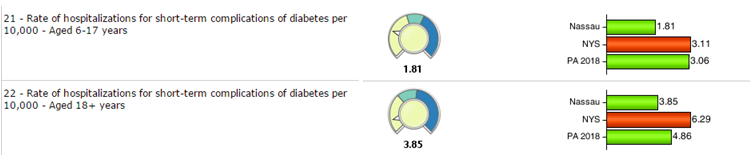 21 - Rate of hospitalizations for short-term complications of diabetes per
10,000 - Aged 6-17 years
1.81
Nassau 1.81
NYS 3.11
PA 2018 3.06
22 - Rate of hospitalizations for short-term complications of diabetes per
10,000 - Aged 18+ years
3.85
Nassau 3.85
NYS 6.29
PA 2018 4.86